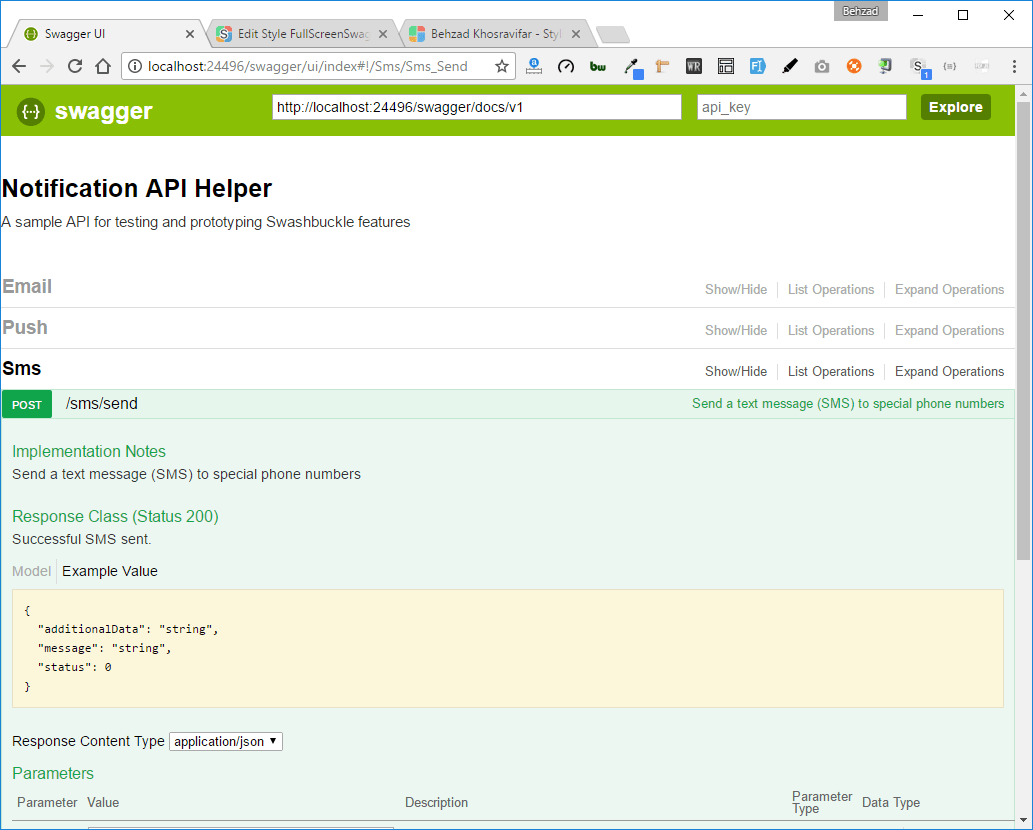 Behzad
Swagger UI
Edit Style FullScreenSwag
Behzad Khosravifar - Styl
localhost:24496/swagger/ui/index#!/Sms/Sms_Send
a
bw
WR
S
1
{≡}
{··} swagger
http://localhost:24496/swagger/docs/v1
api_key
Explore
Notification API Helper
A sample API for testing and prototyping Swashbuckle features
Email Show/Hide List Operations Expand Operations
Push Show/Hide List Operations Expand Operations
Sms Show/Hide List Operations Expand Operations
POST /sms/send Send a text message (SMS) to special phone numbers
Implementation Notes
Send a text message (SMS) to special phone numbers
Response Class (Status 200)
Successful SMS sent.
Model Example Value
{
"additionalData": "string",
"message": "string",
"status": 0
}
Response Content Type application/json
Parameters
Parameter Value Description Parameter Type Data Type